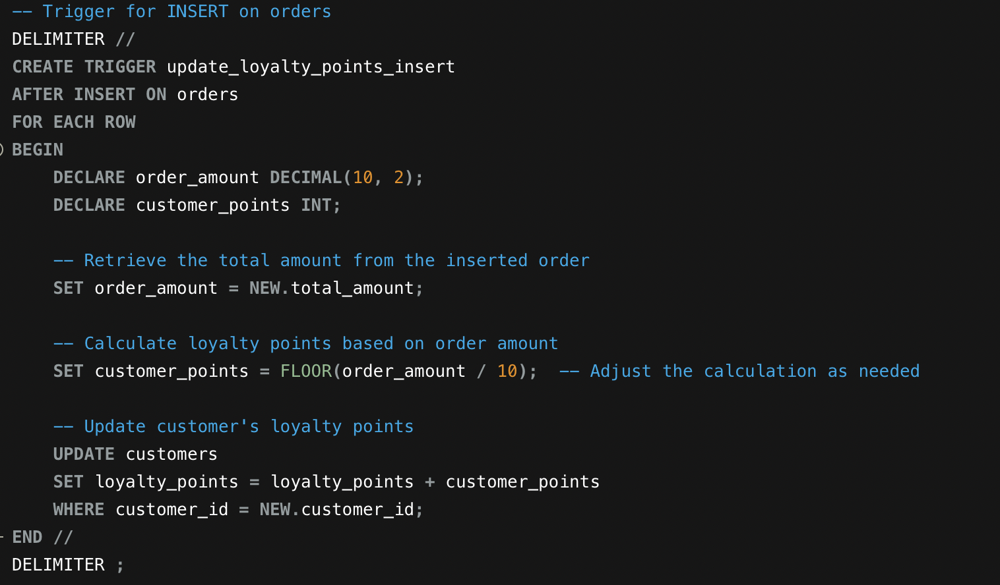 -- Trigger for INSERT on orders
DELIMITER //
CREATE TRIGGER update_loyalty_points_insert
AFTER INSERT ON orders
FOR EACH ROW
BEGIN
    DECLARE order_amount DECIMAL(10, 2);
    DECLARE customer_points INT;

    -- Retrieve the total amount from the inserted order
    SET order_amount = NEW.total_amount;

    -- Calculate loyalty points based on order amount
    SET customer_points = FLOOR(order_amount / 10);  -- Adjust the calculation as needed

    -- Update customer's loyalty points
    UPDATE customers
    SET loyalty_points = loyalty_points + customer_points
    WHERE customer_id = NEW.customer_id;
END //
DELIMITER ;